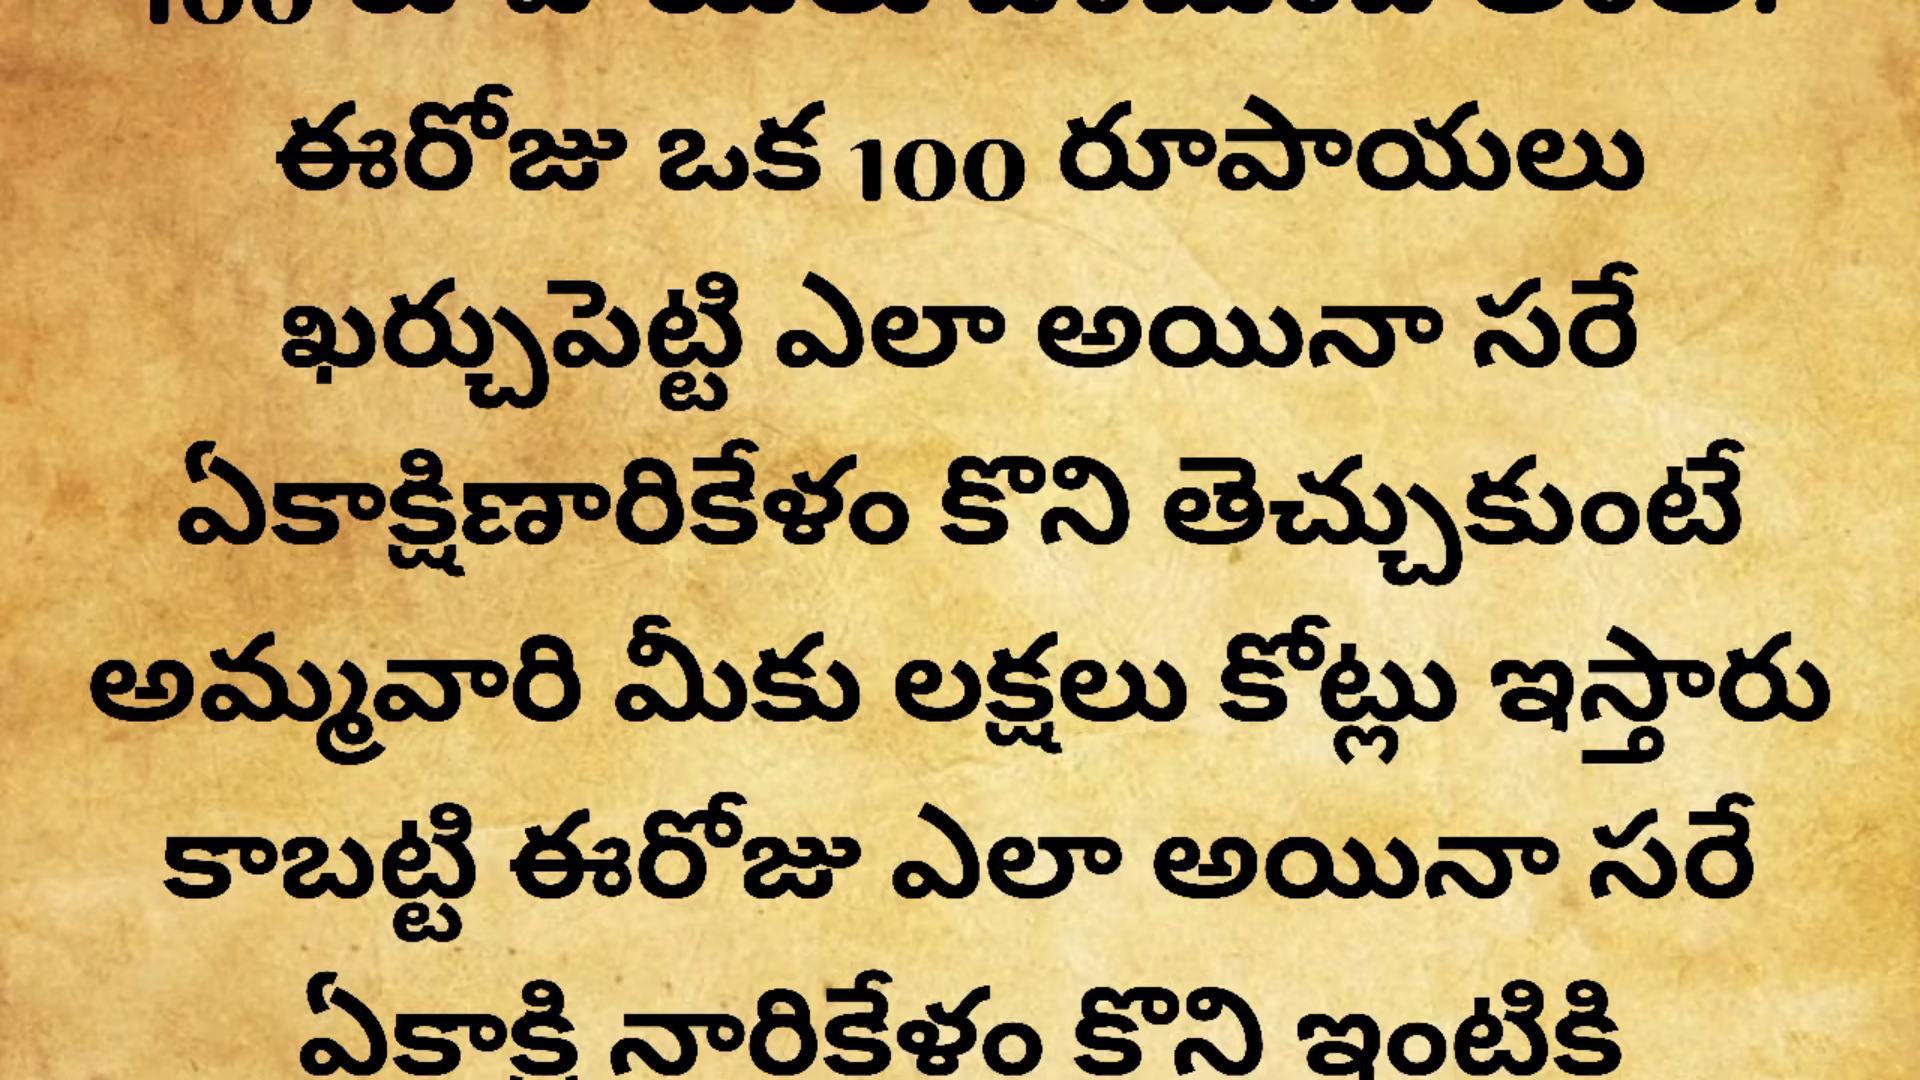 ఈరోజు ఒక 100 రూపాయలు
ఖర్చుపెట్టి ఎలా అయినా సరే
ఏకాక్షిణారికేళం కొని తెచ్చుకుంటే
అమ్మవారి మీకు లక్షలు కోట్లు ఇస్తారు
కాబట్టి ఈరోజు ఎలా అయినా సరే
నారికేళం కొని ఇంటికి